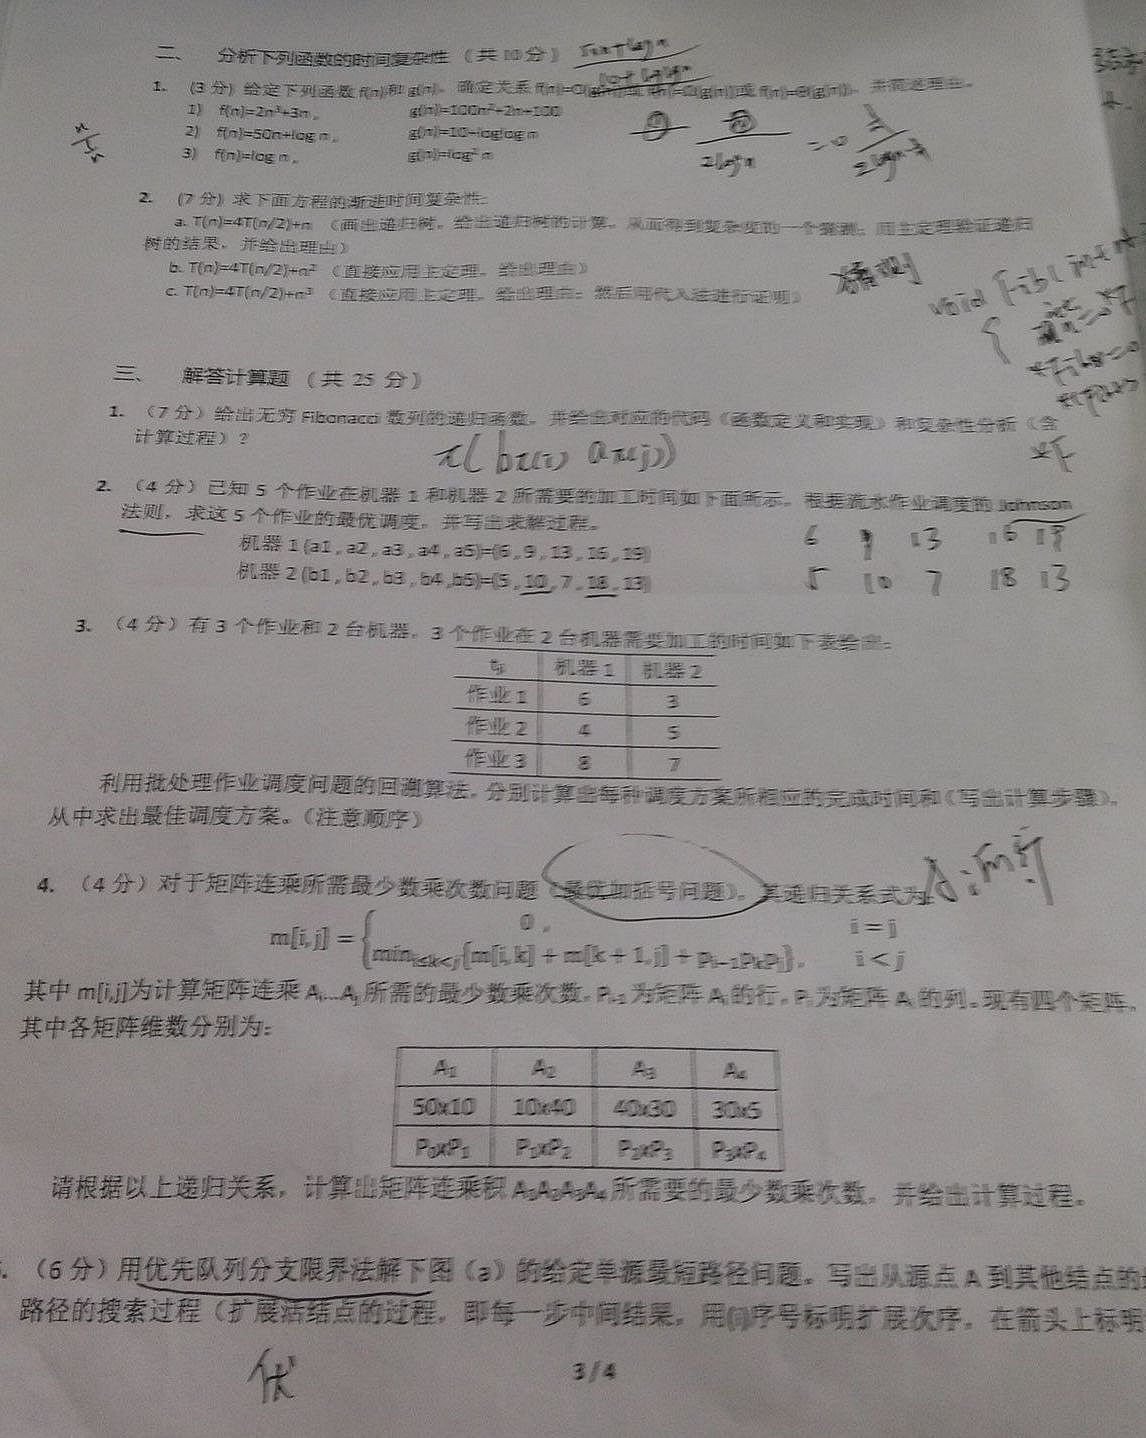 二、 分析下列函数的时间复杂性（共10分）
1. (3分) 给定下列函数 f(n)和 g(n)，确定关系 f(n)=O(g(n))或 f(n)=Ω(g(n))或 f(n)=θ(g(n))，并简述理由。
1) f(n)=2n³+3n， g(n)=100n²+2n+100
2) f(n)=50n+log n， g(n)=10+loglog n
3) f(n)=log n， g(n)=log² n
2. (7分) 求下面方程的渐进时间复杂性：
a. T(n)=4T(n/2)+n （画出递归树，给出递归树的计算，从而得到复杂度的一个猜测；用主定理验证递归
树的结果，并给出理由）
b. T(n)=4T(n/2)+n² （直接应用主定理，给出理由）
c. T(n)=4T(n/2)+n³ （直接应用主定理，给出理由；然后用代入法进行证明）
三、 解答计算题 （共 25 分）
1. （7分）给出无穷 Fibonacci 数列的递归函数，并给出对应的代码（函数定义和实现）和复杂性分析（含
计算过程）？
2. （4分）已知 5 个作业在机器 1 和机器 2 所需要的加工时间如下面所示，根据流水作业调度的 Johnson
法则，求这 5 个作业的最优调度，并写出求解过程。
机器 1 (a1，a2，a3，a4，a5)=(6，9，13，16，19)
机器 2 (b1，b2，b3，b4，b5)=(5，10，7，18，13)
6 9 13 16 19
5 10 7 18 13
3. （4分）有 3 个作业和 2 台机器，3 个作业在 2 台机器需要加工的时间如下表给出：
tij 机器 1 机器 2
作业 1 6 3
作业 2 4 5
作业 3 8 7
利用批处理作业调度问题的回溯算法，分别计算出每种调度方案所相应的完成时间和（写出计算步骤），
从中求出最佳调度方案。（注意顺序）
4. （4分）对于矩阵连乘所需最少数乘次数问题（最优加括号问题），其递归关系式为：
m[i,j] = { 0， i = j
min i≤k<j {m[i,k] + m[k+1,j] + pi-1pkpj}， i < j
其中 m[i,j]为计算矩阵连乘 Ai…Aj 所需的最少数乘次数，Pi-1 为矩阵 Ai 的行，Pi 为矩阵 Ai 的列。现有四个矩阵，
其中各矩阵维数分别为：
A1 A2 A3 A4
50x10 10x40 40x30 30x5
P0xP1 P1xP2 P2xP3 P3xP4
请根据以上递归关系，计算出矩阵连乘积 A1A2A3A4 所需要的最少数乘次数，并给出计算过程。
（6分）用优先队列分支限界法解下图（a）的给定单源最短路径问题。写出从源点 A 到其他结点的
路径的搜索过程（扩展活结点的过程，即每一步中间结果，用(i)序号标明扩展次序，在箭头上标明
优
3 / 4